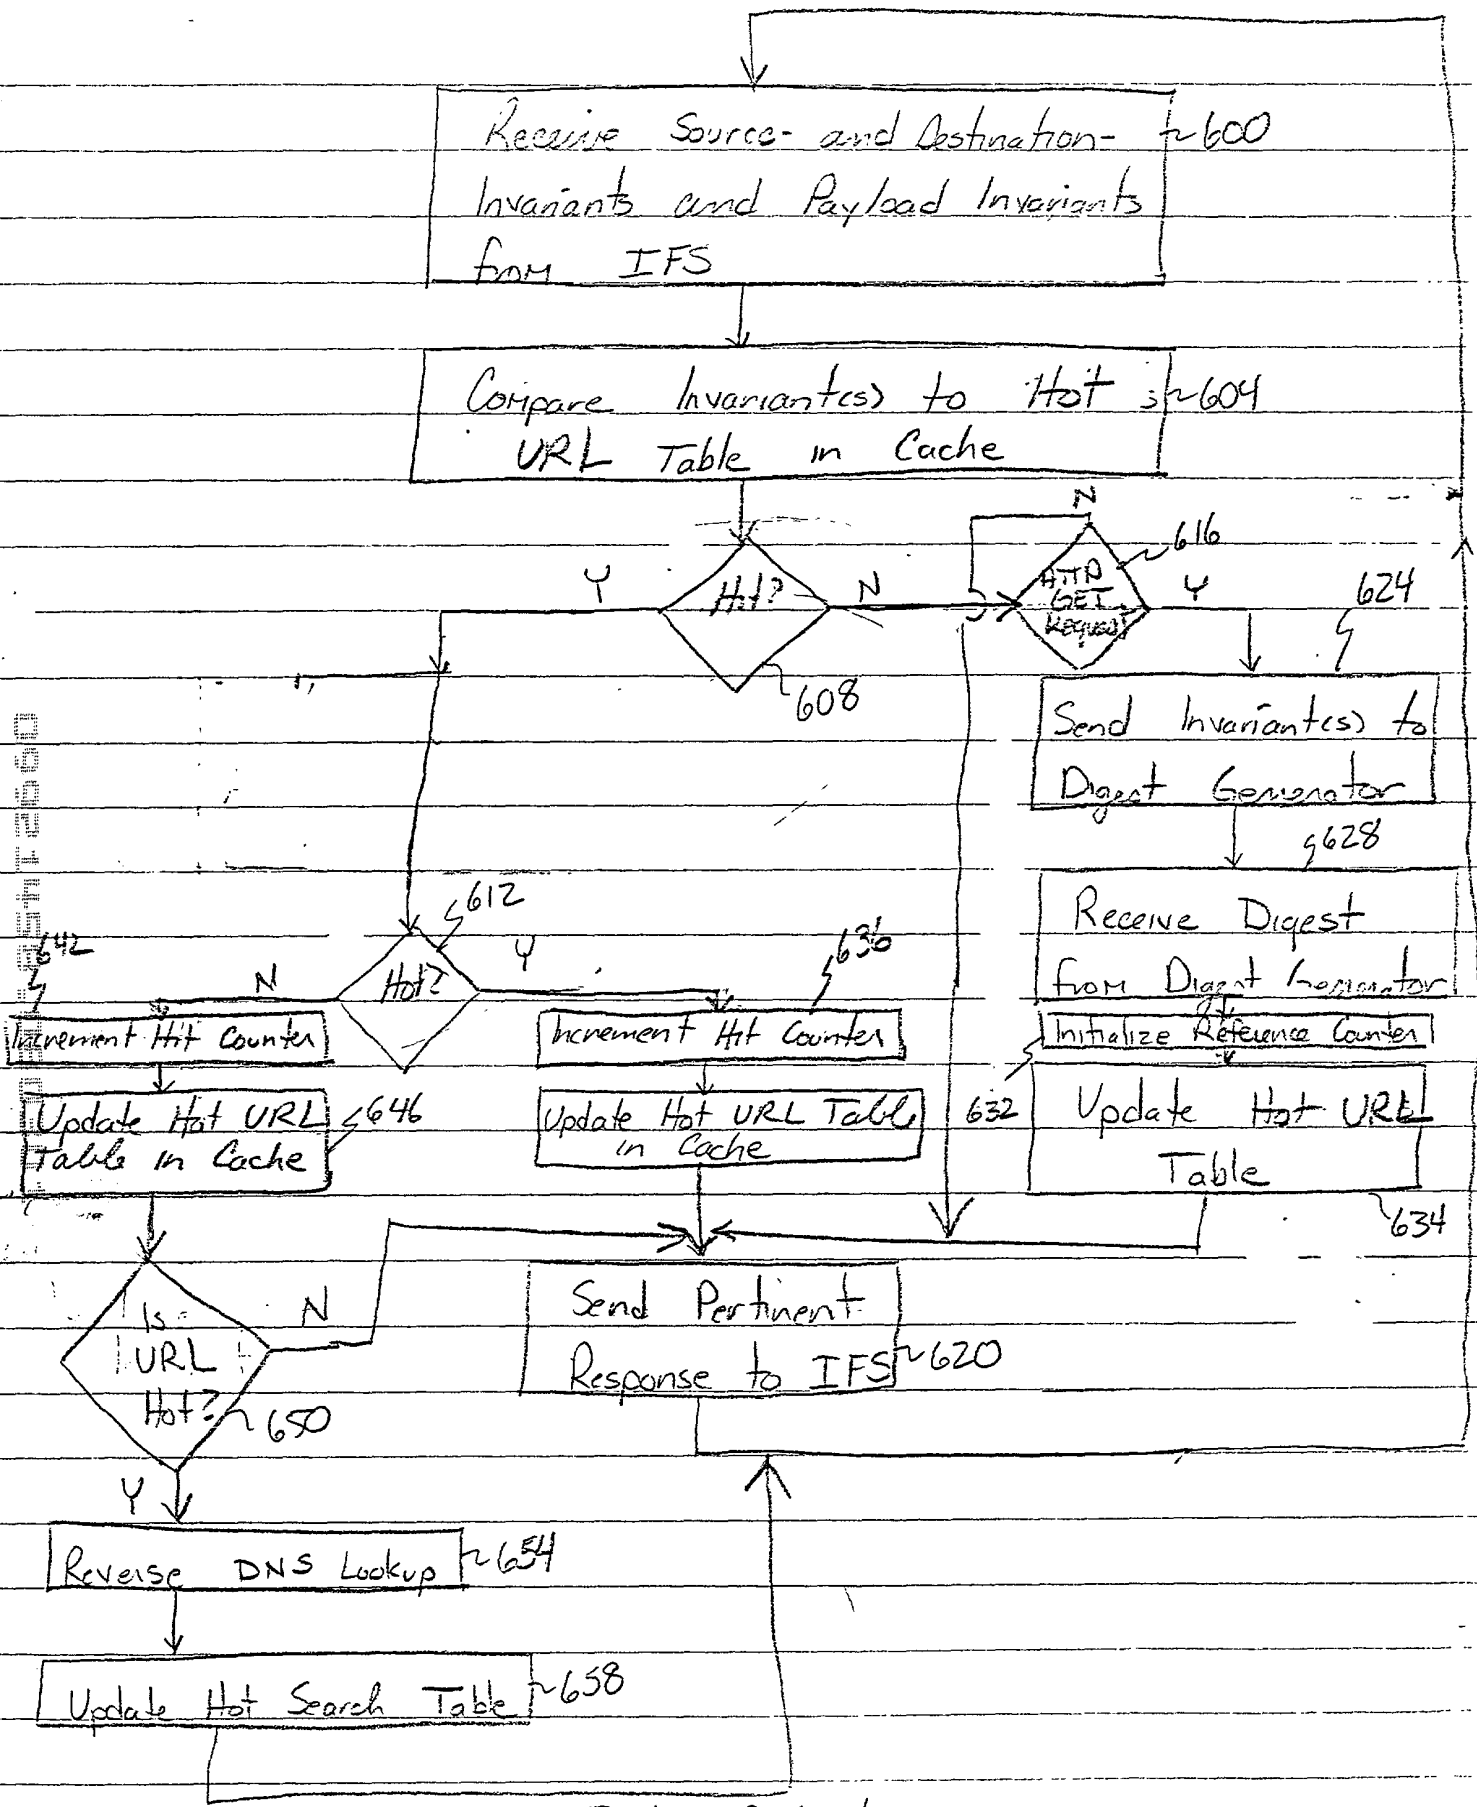 Receive Source- and Destination- ~600
Invariants and Payload Invariants
from IFS
Compare Invariant(s) to Hot ~604
URL Table in Cache
N
616
Y
Hot?
N
HTTP
GET
Request
Y
624
608
Send Invariant(s) to
Digest Generator
628
612
Receive Digest
from Digest Generator
642
N
Hot?
Y
636
Increment Hit Counter
Increment Hit Counter
Initialize Reference Counter
Update Hot URL
Table in Cache
646
Update Hot URL Table
in Cache
632
Update Hot URL
Table
634
Is
URL
Hot?
N
650
Send Pertinent
Response to IFS ~620
Y
Reverse DNS Lookup ~654
Update Hot Search Table ~658